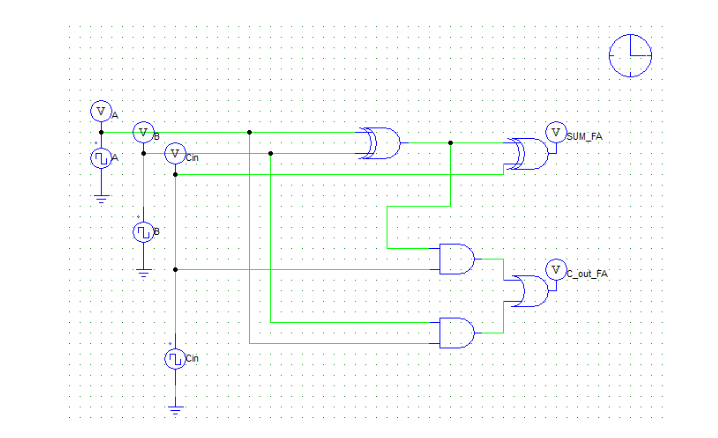 V A
V B
V Cin
V SUM_FA
A
B
V C_out_FA
Cin